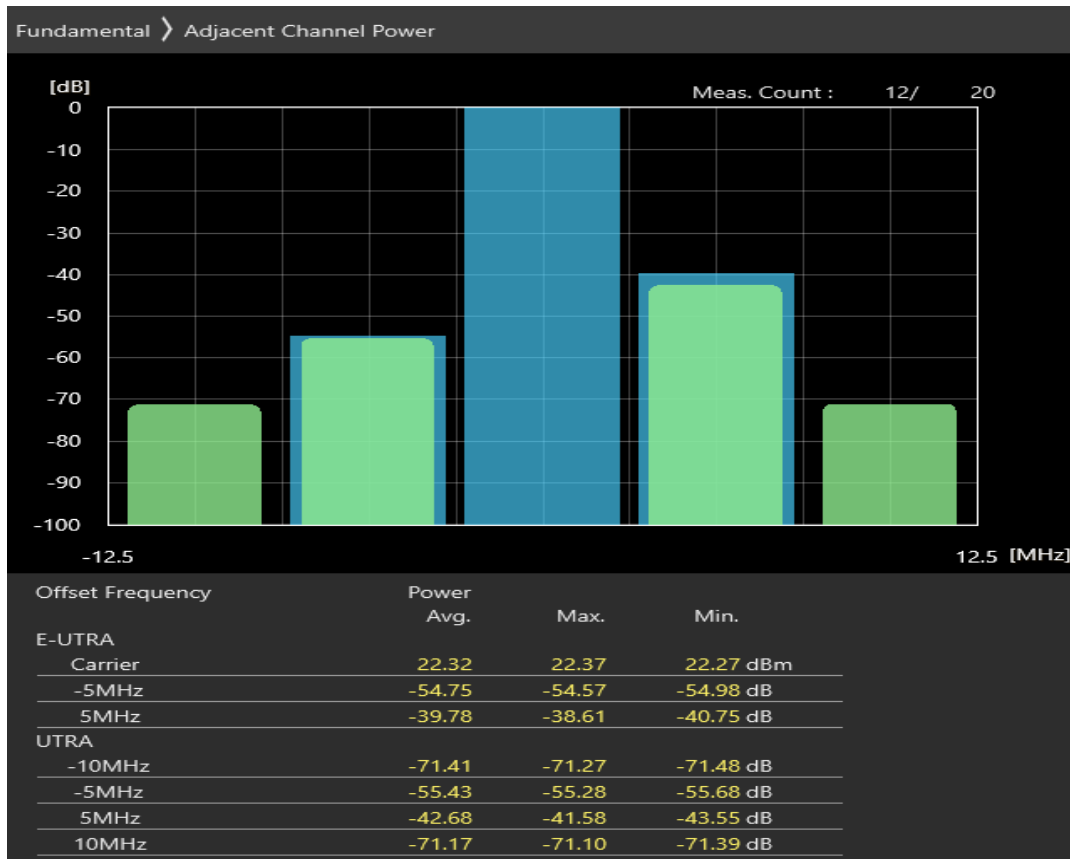 Fundamental ❯ Adjacent Channel Power
[dB]
Meas. Count : 12/ 20
0
-10
-20
-30
-40
-50
-60
-70
-80
-90
-100
-12.5 12.5 [MHz]
Offset Frequency Power
Avg. Max. Min.
E-UTRA
Carrier 22.32 22.37 22.27 dBm
-5MHz -54.75 -54.57 -54.98 dB
5MHz -39.78 -38.61 -40.75 dB
UTRA
-10MHz -71.41 -71.27 -71.48 dB
-5MHz -55.43 -55.28 -55.68 dB
5MHz -42.68 -41.58 -43.55 dB
10MHz -71.17 -71.10 -71.39 dB